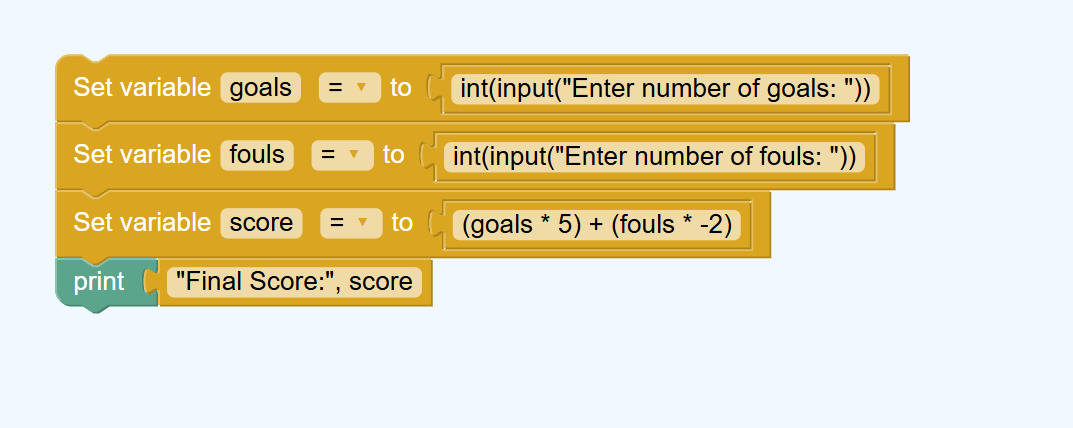 Set variable goals = ▼ to int(input("Enter number of goals: "))
Set variable fouls = ▼ to int(input("Enter number of fouls: "))
Set variable score = ▼ to (goals * 5) + (fouls * -2)
print "Final Score:", score